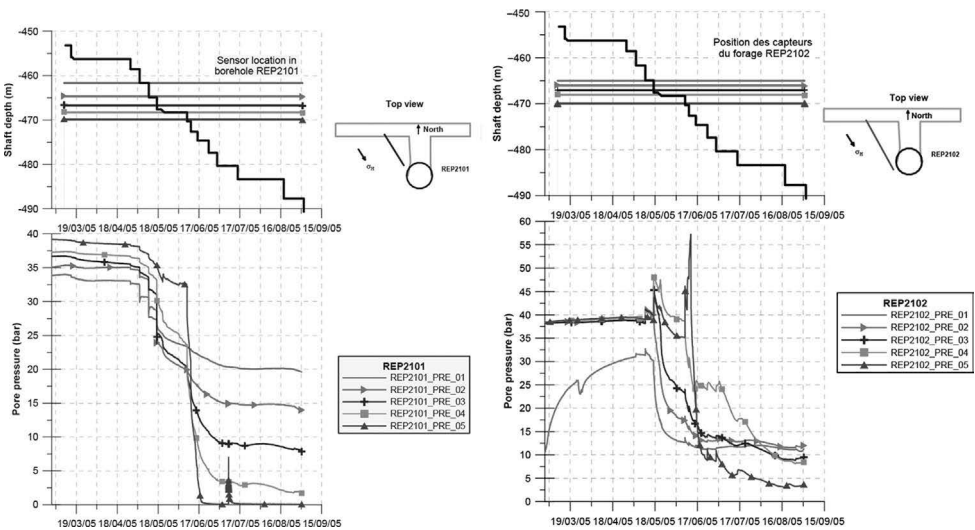 -450
-460
-470
-480
-490
Shaft depth (m)
Sensor location in
borehole REP2101
Top view
North
σH
REP2101
19/03/05 18/04/05 18/05/05 17/06/05 17/07/05 16/08/05 15/09/05
40
35
30
25
20
15
10
5
0
Pore pressure (bar)
REP2101
REP2101_PRE_01
REP2101_PRE_02
REP2101_PRE_03
REP2101_PRE_04
REP2101_PRE_05
19/03/05 18/04/05 18/05/05 17/06/05 17/07/05 16/08/05 15/09/05
-450
-460
-470
-480
-490
Shaft depth (m)
Position des capteurs
du forage REP2102
Top view
North
σH
REP2102
19/03/05 18/04/05 18/05/05 17/06/05 17/07/05 16/08/05 15/09/05
60
55
50
45
40
35
30
25
20
15
10
5
0
Pore pressure (bar)
REP2102
REP2102_PRE_01
REP2102_PRE_02
REP2102_PRE_03
REP2102_PRE_04
REP2102_PRE_05
19/03/05 18/04/05 18/05/05 17/06/05 17/07/05 16/08/05 15/09/05